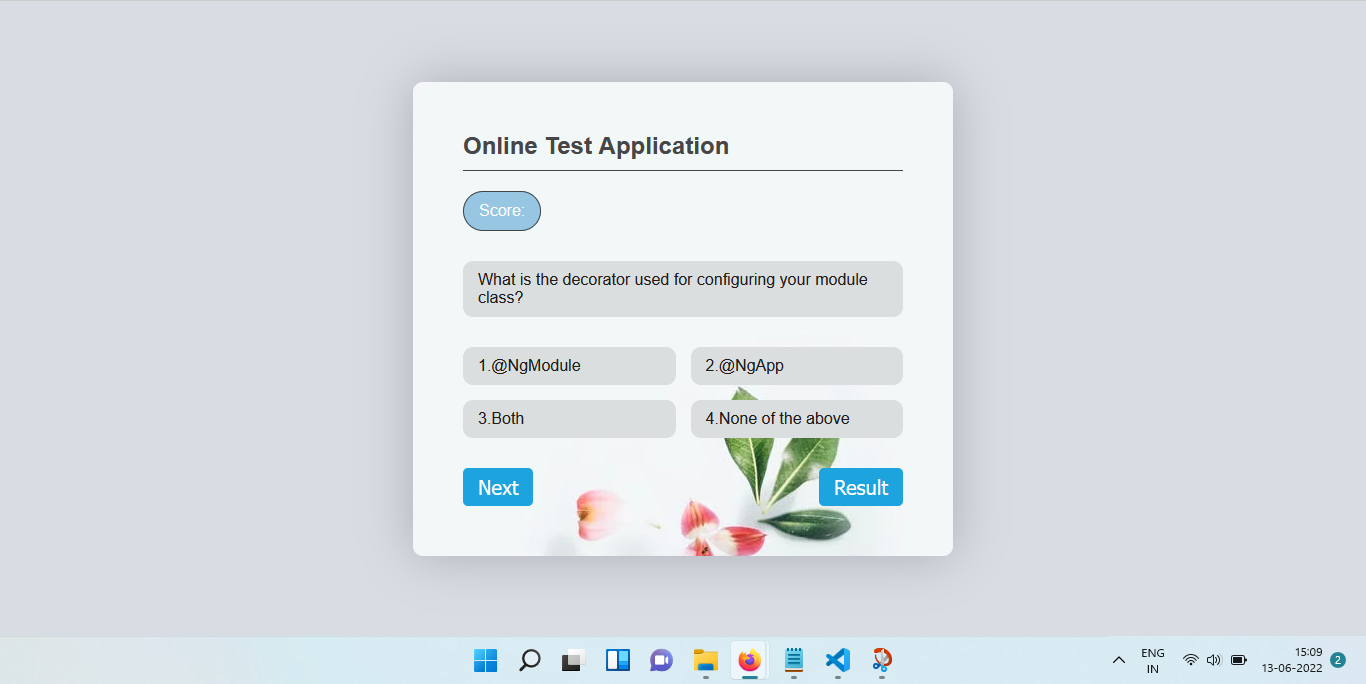 Online Test Application
Score:
What is the decorator used for configuring your module
class?
1.@NgModule
2.@NgApp
3.Both
4.None of the above
Next
Result
ENG
IN
15:09
13-06-2022
2